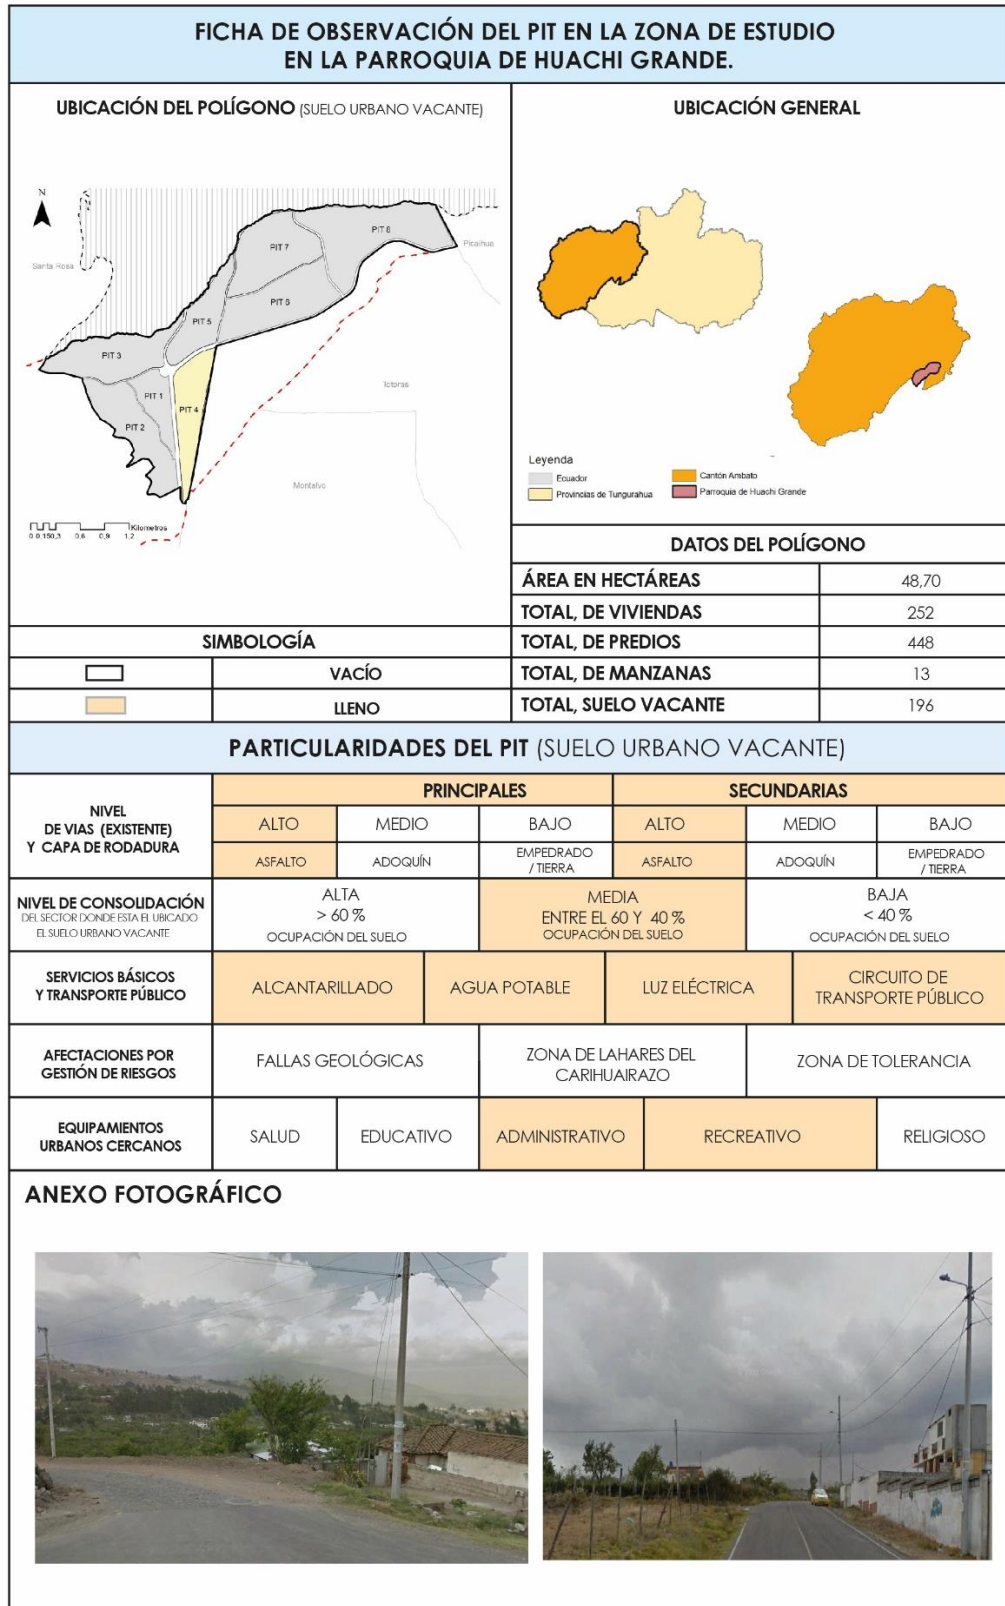 FICHA DE OBSERVACIÓN DEL PIT EN LA ZONA DE ESTUDIO
EN LA PARROQUIA DE HUACHI GRANDE.
UBICACIÓN DEL POLÍGONO (SUELO URBANO VACANTE)
N
Santa Rosa
Picaihua
PIT 8
PIT 7
PIT 6
PIT 5
PIT 3
PIT 1
PIT 4
PIT 2
Totoras
Montalvo
Kilometros
0 0,150,3 0,6 0,9 1,2
UBICACIÓN GENERAL
Leyenda
Ecuador
Cantón Ambato
Provincias de Tungurahua
Parroquia de Huachi Grande
DATOS DEL POLÍGONO
ÁREA EN HECTÁREAS 48,70
TOTAL, DE VIVIENDAS 252
TOTAL, DE PREDIOS 448
TOTAL, DE MANZANAS 13
TOTAL, SUELO VACANTE 196
SIMBOLOGÍA
VACÍO
LLENO
PARTICULARIDADES DEL PIT (SUELO URBANO VACANTE)
NIVEL
DE VIAS (EXISTENTE)
Y CAPA DE RODADURA
PRINCIPALES SECUNDARIAS
ALTO MEDIO BAJO ALTO MEDIO BAJO
ASFALTO ADOQUÍN EMPEDRADO / TIERRA ASFALTO ADOQUÍN EMPEDRADO / TIERRA
NIVEL DE CONSOLIDACIÓN
DEL SECTOR DONDE ESTA EL UBICADO
EL SUELO URBANO VACANTE
ALTA
> 60 %
OCUPACIÓN DEL SUELO
MEDIA
ENTRE EL 60 Y 40 %
OCUPACIÓN DEL SUELO
BAJA
< 40 %
OCUPACIÓN DEL SUELO
SERVICIOS BÁSICOS
Y TRANSPORTE PÚBLICO
ALCANTARILLADO
AGUA POTABLE
LUZ ELÉCTRICA
CIRCUITO DE
TRANSPORTE PÚBLICO
AFECTACIONES POR
GESTIÓN DE RIESGOS
FALLAS GEOLÓGICAS
ZONA DE LAHARES DEL
CARIHUAIRAZO
ZONA DE TOLERANCIA
EQUIPAMIENTOS
URBANOS CERCANOS
SALUD
EDUCATIVO
ADMINISTRATIVO
RECREATIVO
RELIGIOSO
ANEXO FOTOGRÁFICO